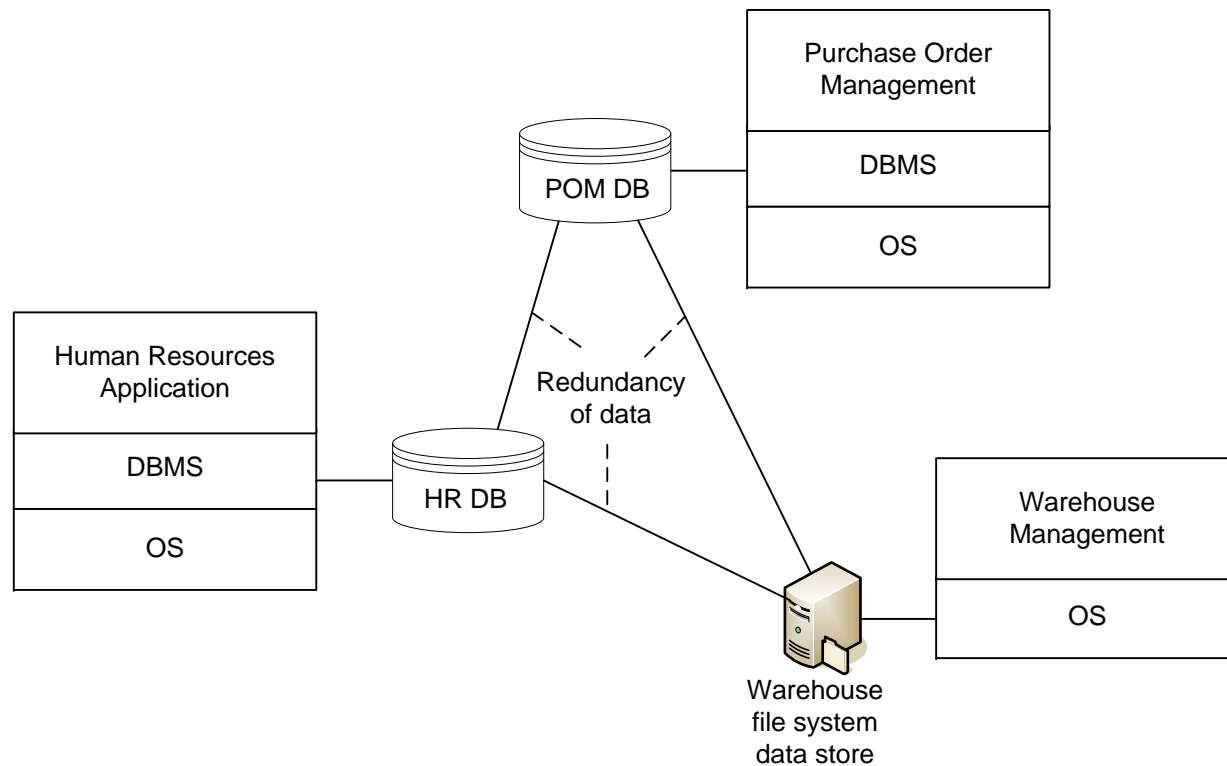 Purchase Order
Management
DBMS
OS
POM DB
Human Resources
Application
DBMS
OS
HR DB
Redundancy
of data
Warehouse
Management
OS
Warehouse
file system
data store